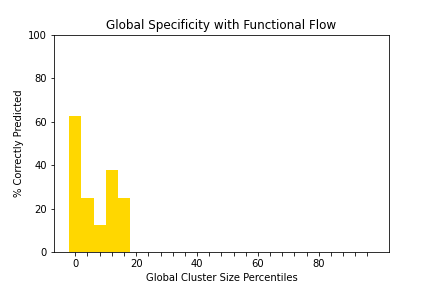 Global Specificity with Functional Flow
% Correctly Predicted
100
80
60
40
20
0
0 20 40 60 80
Global Cluster Size Percentiles